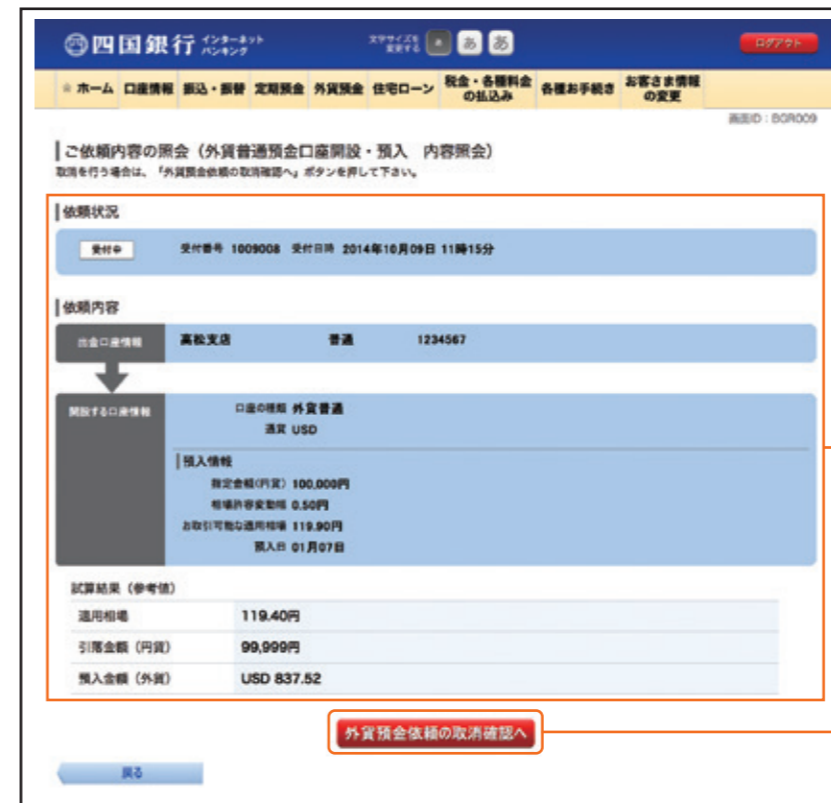 四国銀行 インターネットバンキング 文字サイズを変更する あ あ ログアウト
ホーム 口座情報 振込・振替 定期預金 外貨預金 住宅ローン 税金・各種料金の払込み 各種お手続き お客さま情報の変更
画面ID：BGR009
ご依頼内容の照会（外貨普通預金口座開設・預入 内容照会）
取消を行う場合は、「外貨預金依頼の取消確認へ」ボタンを押して下さい。
依頼状況
受付中 受付番号 1009008 受付日時 2014年10月09日 11時15分
依頼内容
出金口座情報 高松支店 普通 1234567
開設する口座情報 口座の種類 外貨普通
通貨 USD
預入情報
指定金額（円貨） 100,000円
相場許容変動幅 0.50円
お取引可能な適用相場 119.90円
預入日 01月07日
試算結果（参考値）
適用相場 119.40円
引落金額（円貨） 99,999円
預入金額（外貨） USD 837.52
外貨預金依頼の取消確認へ
戻る